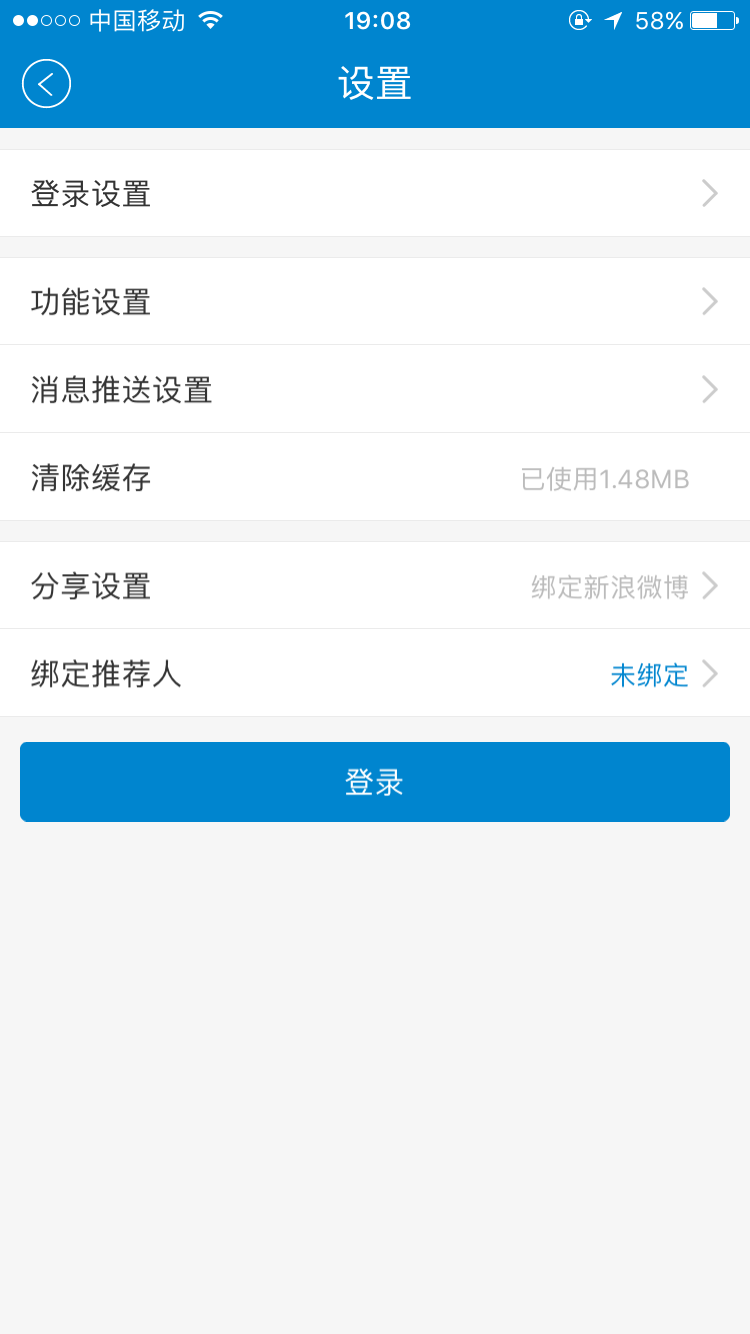 中国移动 19:08 58%
设置
登录设置
功能设置
消息推送设置
清除缓存 已使用1.48MB
分享设置 绑定新浪微博
绑定推荐人 未绑定
登录